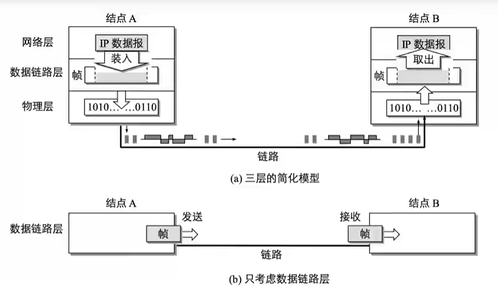 结点 A
结点 B
网络层
IP 数据报
IP 数据报
装入
取出
数据链路层
帧
帧
物理层
1010… …0110
1010… …0110
链路
(a) 三层的简化模型
结点 A
结点 B
数据链路层
帧
发送
接收
帧
链路
(b) 只考虑数据链路层